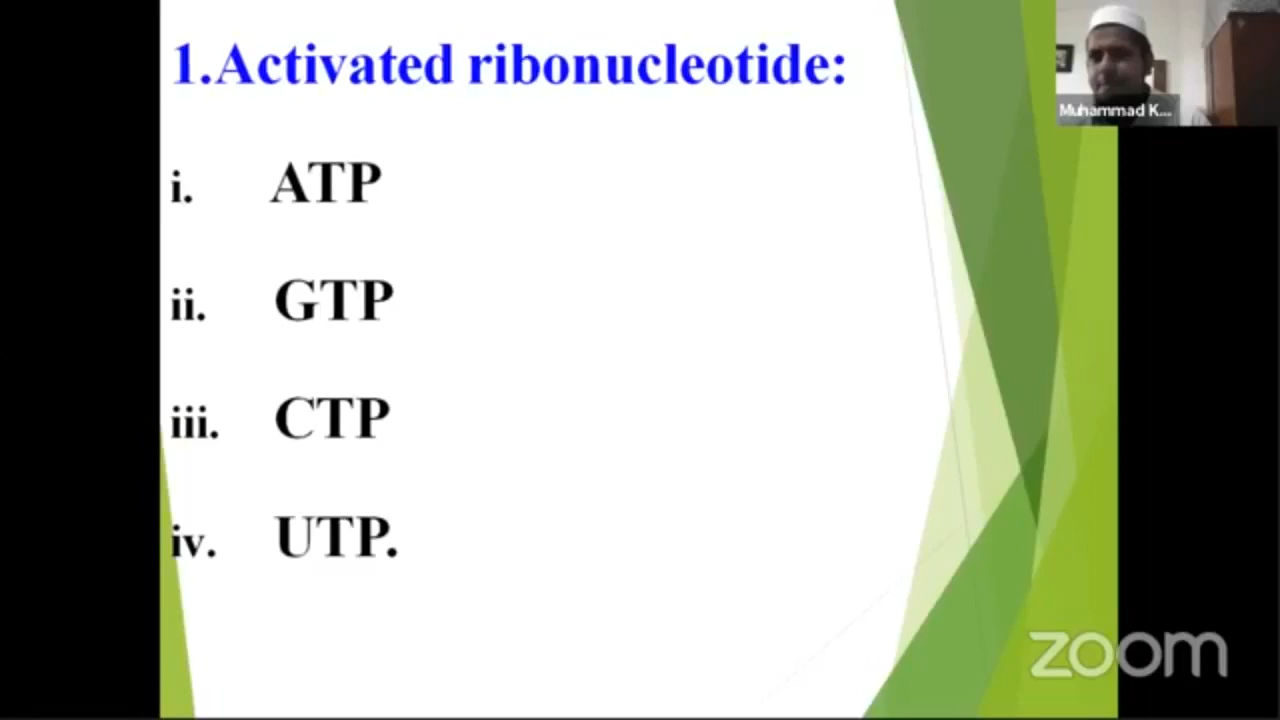 1.Activated ribonucleotide:
i. ATP
ii. GTP
iii. CTP
iv. UTP.
Muhammad K...
zoom